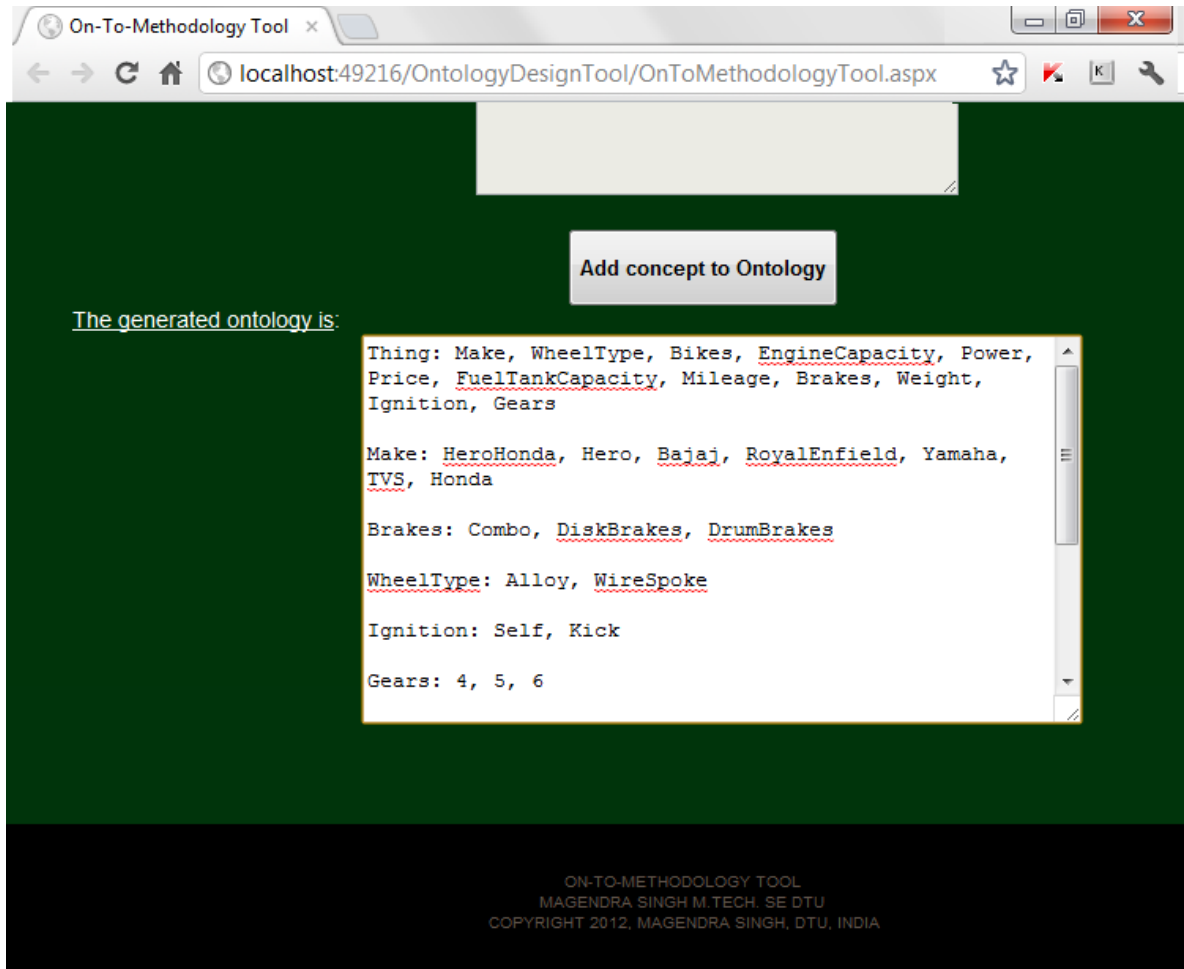 On-To-Methodology Tool
localhost:49216/OntologyDesignTool/OnToMethodologyTool.aspx
K
Add concept to Ontology
The generated ontology is:
Thing: Make, WheelType, Bikes, EngineCapacity, Power,
Price, FuelTankCapacity, Mileage, Brakes, Weight,
Ignition, Gears
Make: HeroHonda, Hero, Bajaj, RoyalEnfield, Yamaha,
TVS, Honda
Brakes: Combo, DiskBrakes, DrumBrakes
WheelType: Alloy, WireSpoke
Ignition: Self, Kick
Gears: 4, 5, 6
ON-TO-METHODOLOGY TOOL
MAGENDRA SINGH M.TECH. SE DTU
COPYRIGHT 2012, MAGENDRA SINGH, DTU, INDIA